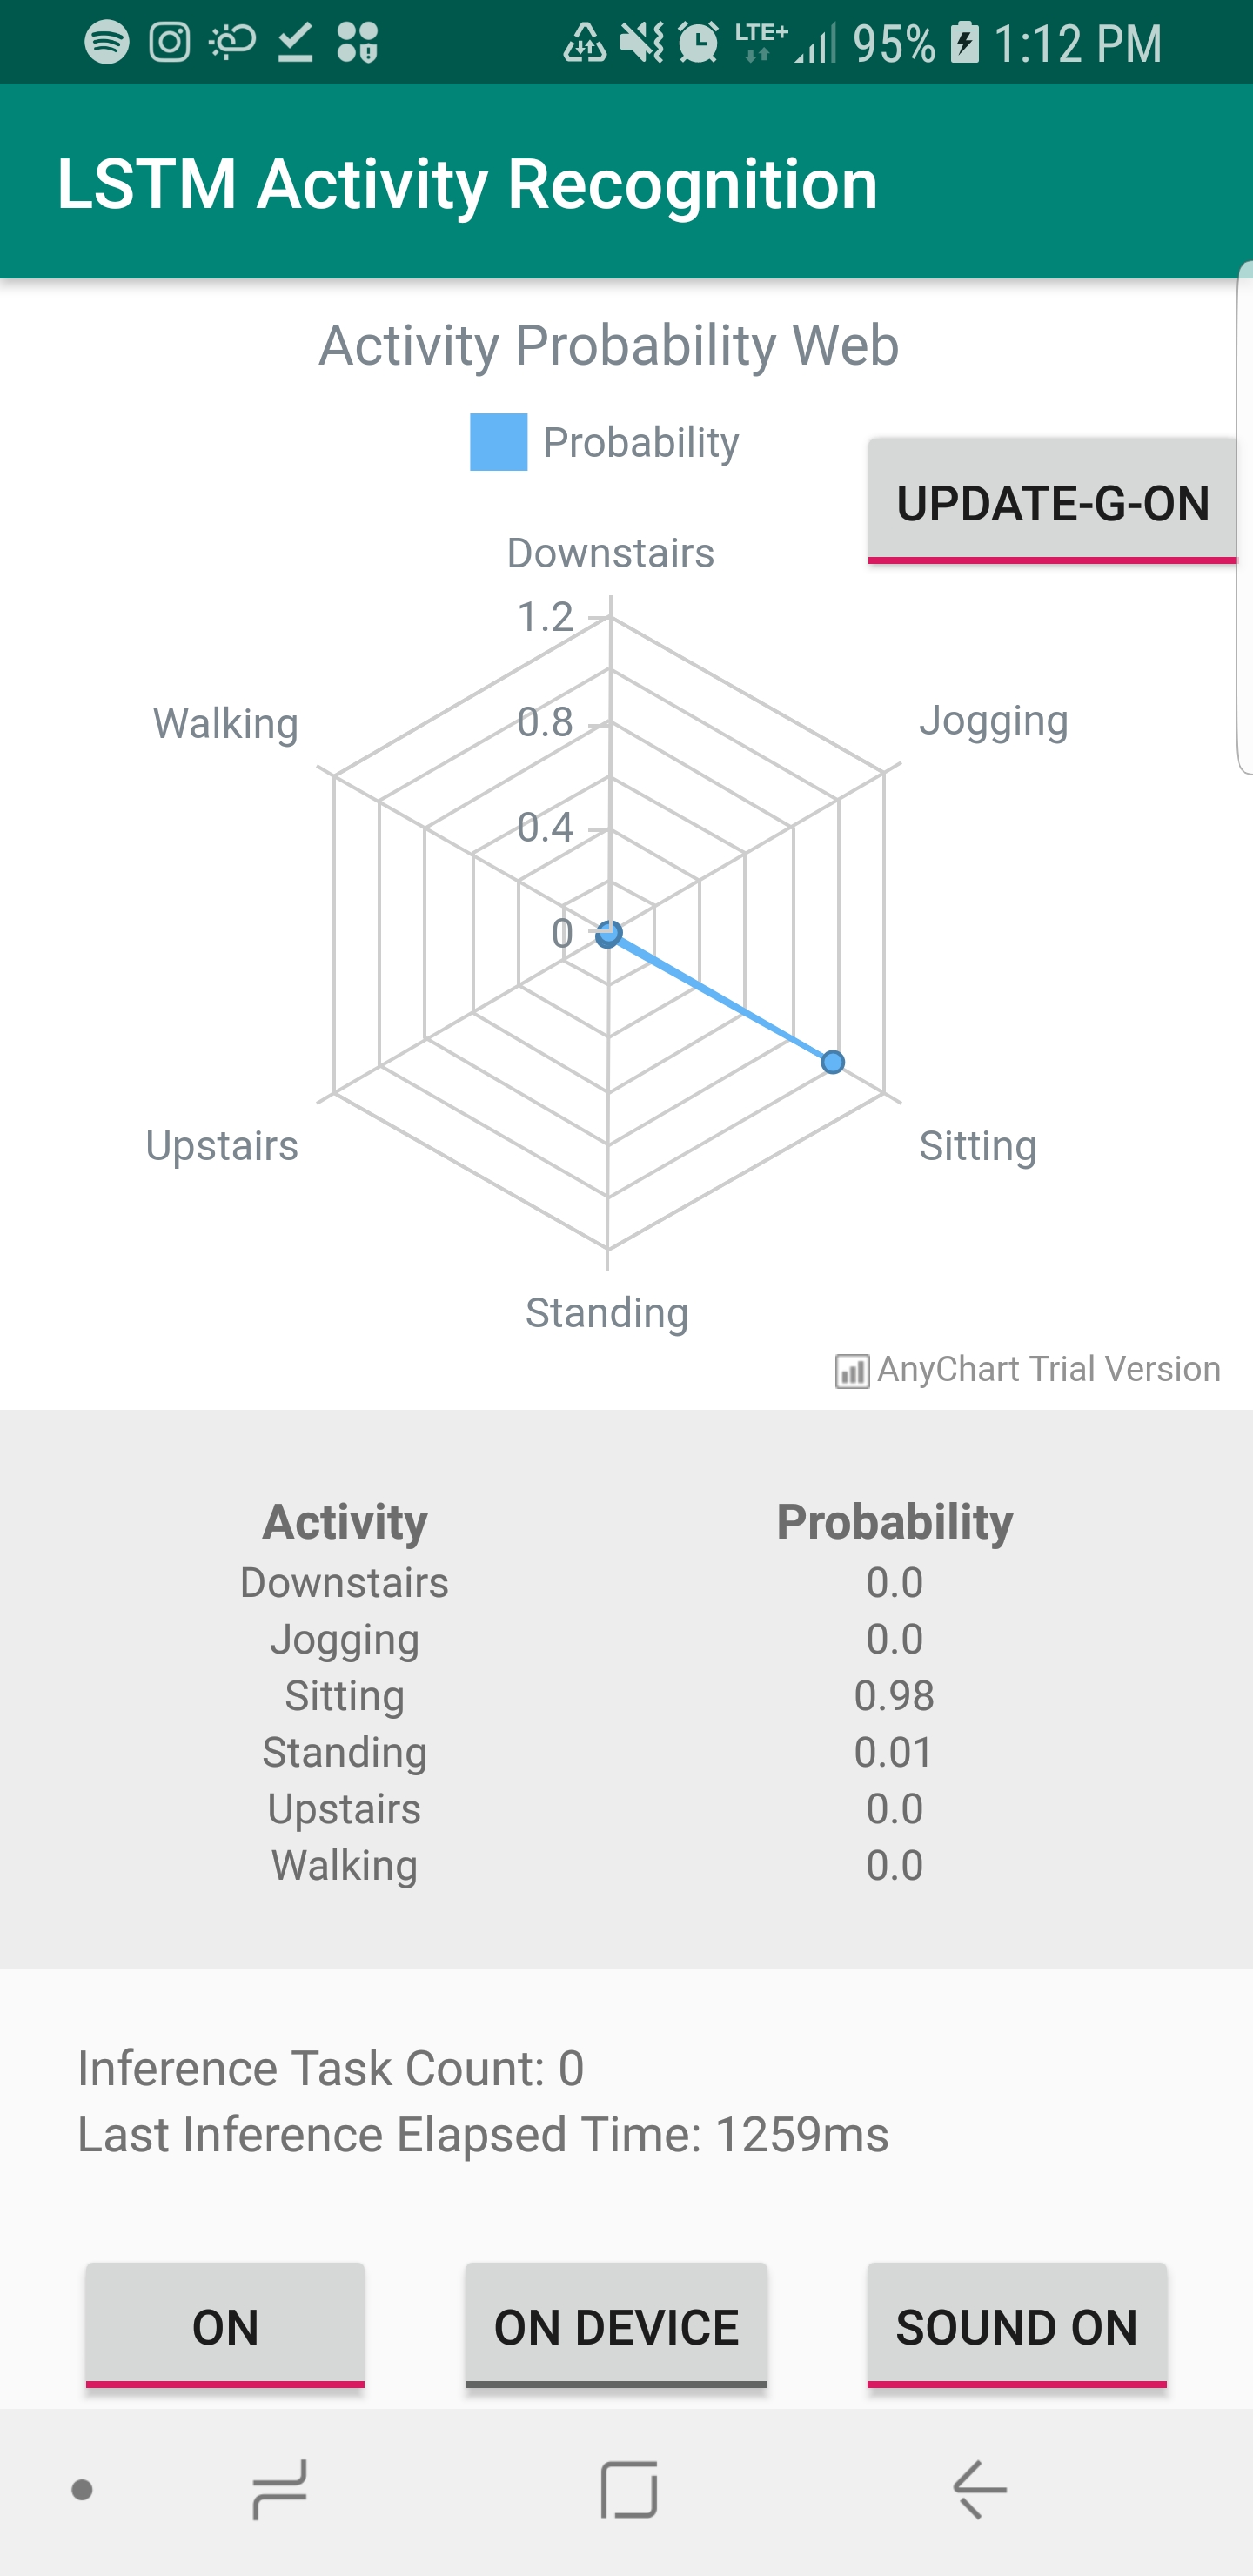 LTE+ 95% 1:12 PM
LSTM Activity Recognition
Activity Probability Web
Probability
UPDATE-G-ON
Downstairs
1.2
Walking 0.8 Jogging
0.4
0
Upstairs Sitting
Standing
AnyChart Trial Version
Activity Probability
Downstairs 0.0
Jogging 0.0
Sitting 0.98
Standing 0.01
Upstairs 0.0
Walking 0.0
Inference Task Count: 0
Last Inference Elapsed Time: 1259ms
ON ON DEVICE SOUND ON